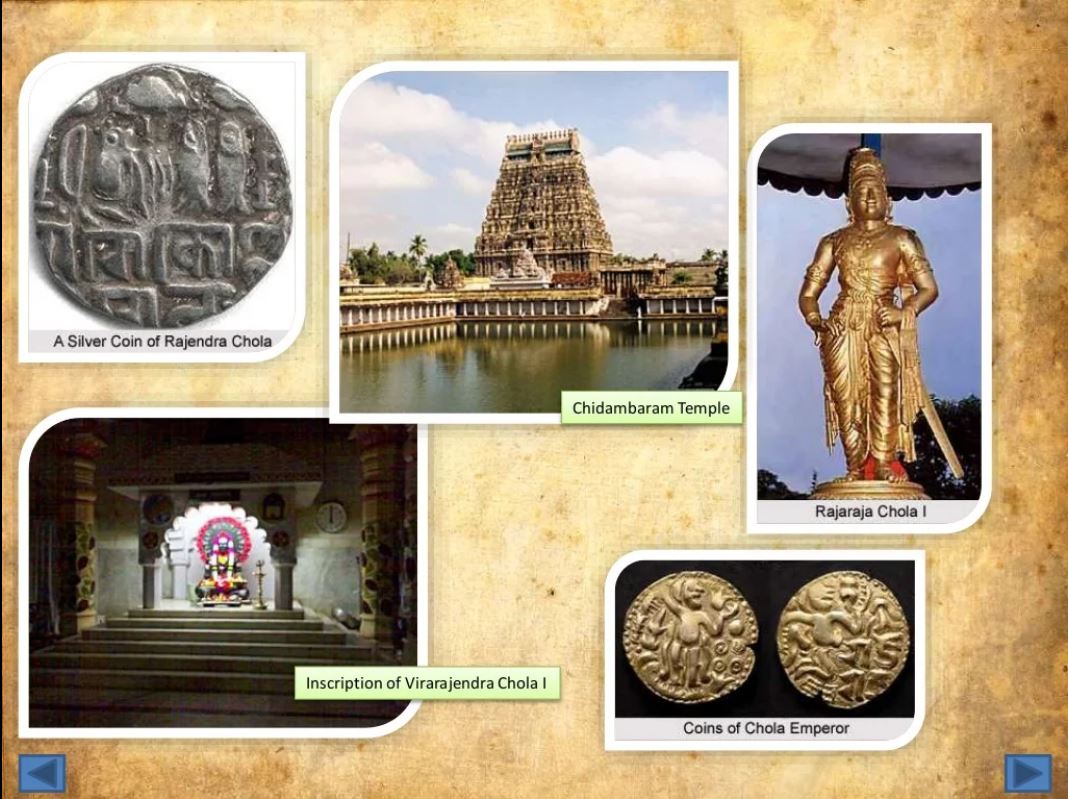 A Silver Coin of Rajendra Chola
Chidambaram Temple
Rajaraja Chola I
Inscription of Virarajendra Chola I
Coins of Chola Emperor